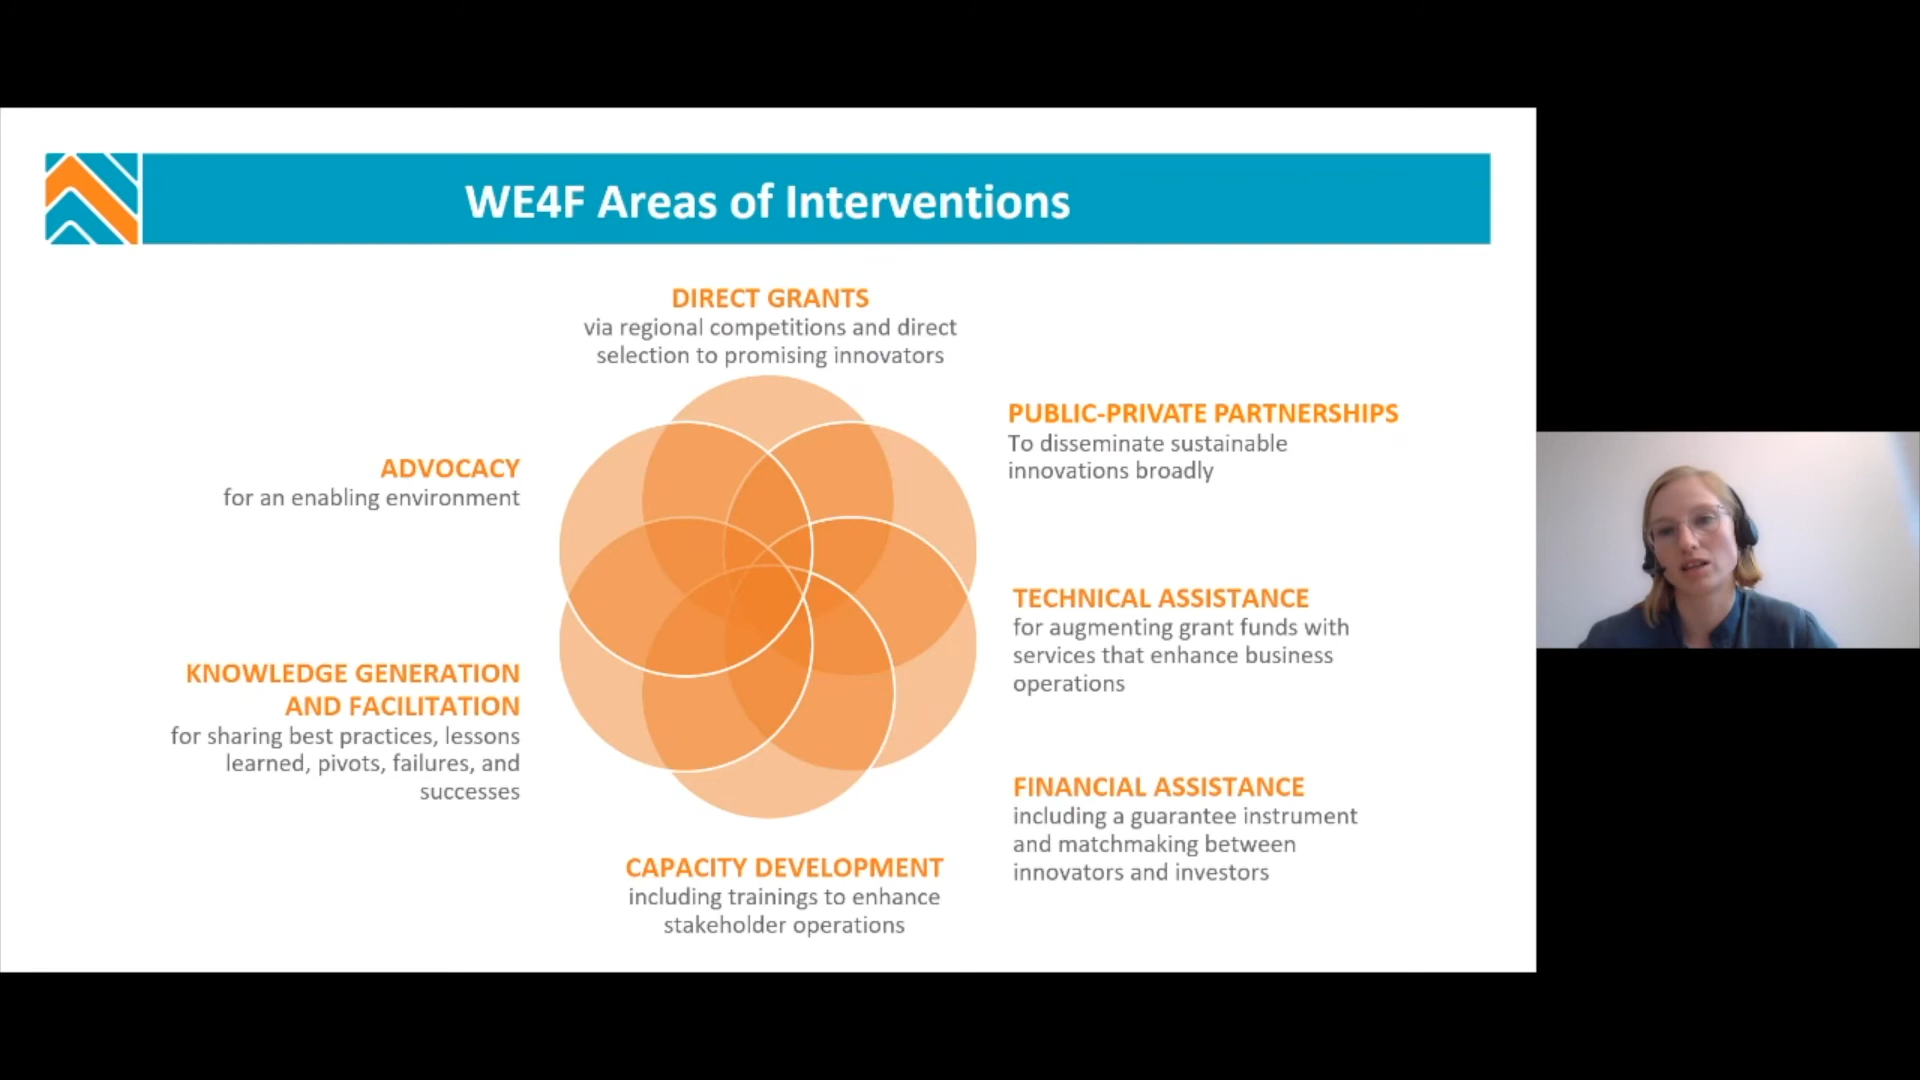 WE4F Areas of Interventions
DIRECT GRANTS
via regional competitions and direct
selection to promising innovators
PUBLIC-PRIVATE PARTNERSHIPS
To disseminate sustainable
innovations broadly
TECHNICAL ASSISTANCE
for augmenting grant funds with
services that enhance business
operations
FINANCIAL ASSISTANCE
including a guarantee instrument
and matchmaking between
innovators and investors
CAPACITY DEVELOPMENT
including trainings to enhance
stakeholder operations
KNOWLEDGE GENERATION
AND FACILITATION
for sharing best practices, lessons
learned, pivots, failures, and
successes
ADVOCACY
for an enabling environment